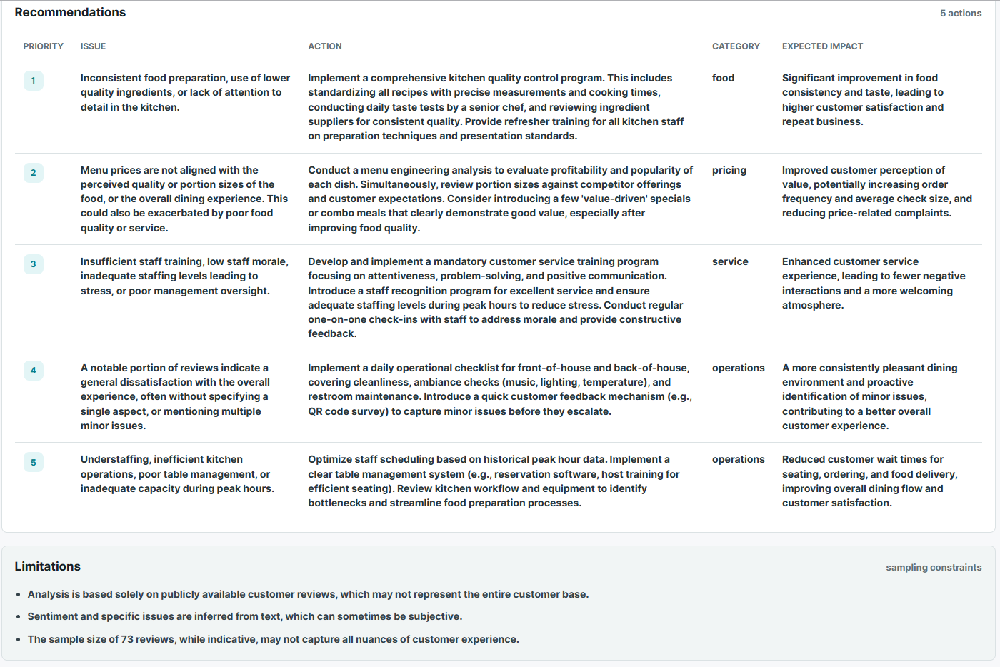 Recommendations
5 actions
PRIORITY ISSUE ACTION CATEGORY EXPECTED IMPACT
1
Inconsistent food preparation, use of lower
quality ingredients, or lack of attention to
detail in the kitchen.
Implement a comprehensive kitchen quality control program. This includes
standardizing all recipes with precise measurements and cooking times,
conducting daily taste tests by a senior chef, and reviewing ingredient
suppliers for consistent quality. Provide refresher training for all kitchen staff
on preparation techniques and presentation standards.
food
Significant improvement in food
consistency and taste, leading to
higher customer satisfaction and
repeat business.
2
Menu prices are not aligned with the
perceived quality or portion sizes of the
food, or the overall dining experience. This
could also be exacerbated by poor food
quality or service.
Conduct a menu engineering analysis to evaluate profitability and popularity of
each dish. Simultaneously, review portion sizes against competitor offerings
and customer expectations. Consider introducing a few 'value-driven' specials
or combo meals that clearly demonstrate good value, especially after
improving food quality.
pricing
Improved customer perception of
value, potentially increasing order
frequency and average check size, and
reducing price-related complaints.
3
Insufficient staff training, low staff morale,
inadequate staffing levels leading to
stress, or poor management oversight.
Develop and implement a mandatory customer service training program
focusing on attentiveness, problem-solving, and positive communication.
Introduce a staff recognition program for excellent service and ensure
adequate staffing levels during peak hours to reduce stress. Conduct regular
one-on-one check-ins with staff to address morale and provide constructive
feedback.
service
Enhanced customer service
experience, leading to fewer negative
interactions and a more welcoming
atmosphere.
4
A notable portion of reviews indicate a
general dissatisfaction with the overall
experience, often without specifying a
single aspect, or mentioning multiple
minor issues.
Implement a daily operational checklist for front-of-house and back-of-house,
covering cleanliness, ambiance checks (music, lighting, temperature), and
restroom maintenance. Introduce a quick customer feedback mechanism (e.g.,
QR code survey) to capture minor issues before they escalate.
operations
A more consistently pleasant dining
environment and proactive
identification of minor issues,
contributing to a better overall
customer experience.
5
Understaffing, inefficient kitchen
operations, poor table management, or
inadequate capacity during peak hours.
Optimize staff scheduling based on historical peak hour data. Implement a
clear table management system (e.g., reservation software, host training for
efficient seating). Review kitchen workflow and equipment to identify
bottlenecks and streamline food preparation processes.
operations
Reduced customer wait times for
seating, ordering, and food delivery,
improving overall dining flow and
customer satisfaction.
Limitations
sampling constraints
• Analysis is based solely on publicly available customer reviews, which may not represent the entire customer base.
• Sentiment and specific issues are inferred from text, which can sometimes be subjective.
• The sample size of 73 reviews, while indicative, may not capture all nuances of customer experience.